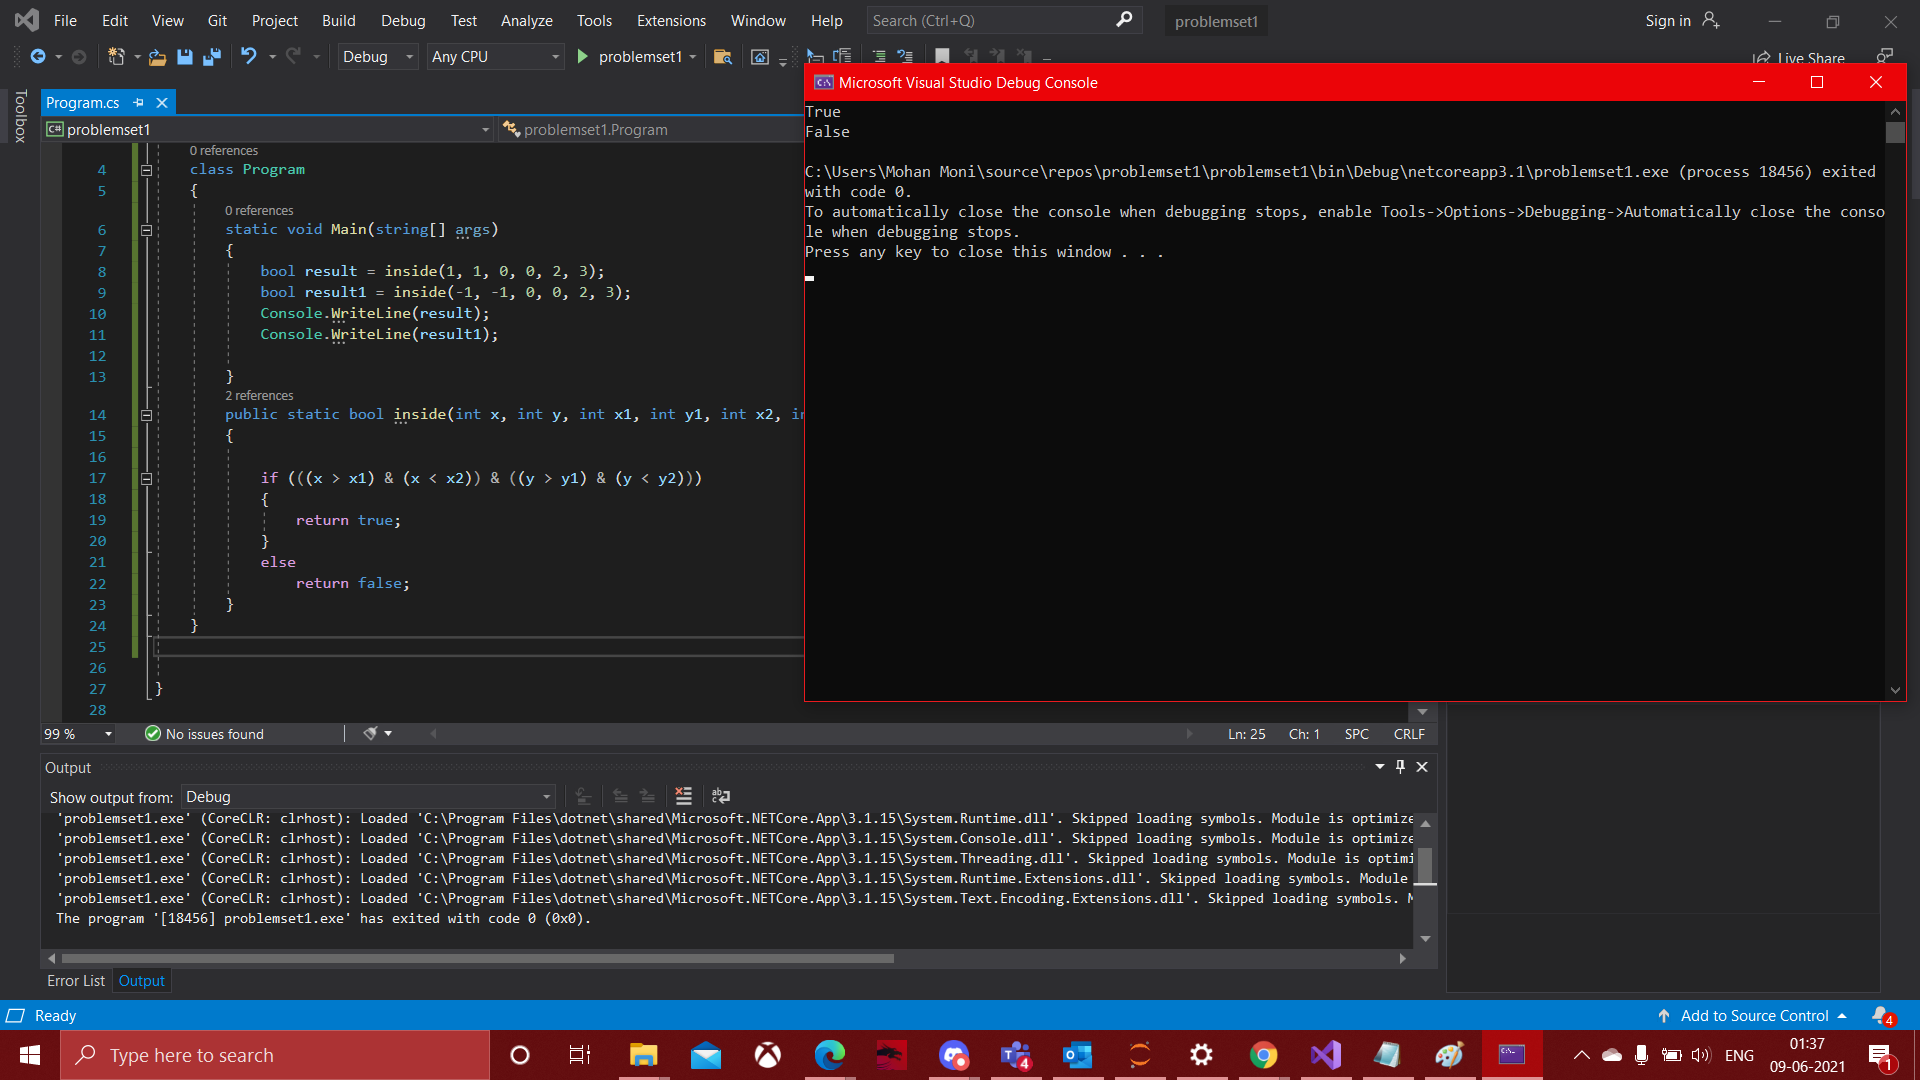 File Edit View Git Project Build Debug Test Analyze Tools Extensions Window Help Search (Ctrl+Q) problemset1 Sign in
Debug Any CPU problemset1 Live Share
Toolbox
Program.cs
C# problemset1 problemset1.Program
0 references
4 class Program
5 {
0 references
6 static void Main(string[] args)
7 {
8 bool result = inside(1, 1, 0, 0, 2, 3);
9 bool result1 = inside(-1, -1, 0, 0, 2, 3);
10 Console.WriteLine(result);
11 Console.WriteLine(result1);
12
13 }
2 references
14 public static bool inside(int x, int y, int x1, int y1, int x2, in
15 {
16
17 if (((x > x1) & (x < x2)) & ((y > y1) & (y < y2)))
18 {
19 return true;
20 }
21 else
22 return false;
23 }
24 }
25
26
27 }
28
99 % No issues found Ln: 25 Ch: 1 SPC CRLF
Microsoft Visual Studio Debug Console
True
False
C:\Users\Mohan Moni\source\repos\problemset1\problemset1\bin\Debug\netcoreapp3.1\problemset1.exe (process 18456) exited
with code 0.
To automatically close the console when debugging stops, enable Tools->Options->Debugging->Automatically close the conso
le when debugging stops.
Press any key to close this window . . .
Output
Show output from: Debug
'problemset1.exe' (CoreCLR: clrhost): Loaded 'C:\Program Files\dotnet\shared\Microsoft.NETCore.App\3.1.15\System.Runtime.dll'. Skipped loading symbols. Module is optimize
'problemset1.exe' (CoreCLR: clrhost): Loaded 'C:\Program Files\dotnet\shared\Microsoft.NETCore.App\3.1.15\System.Console.dll'. Skipped loading symbols. Module is optimize
'problemset1.exe' (CoreCLR: clrhost): Loaded 'C:\Program Files\dotnet\shared\Microsoft.NETCore.App\3.1.15\System.Threading.dll'. Skipped loading symbols. Module is optimi
'problemset1.exe' (CoreCLR: clrhost): Loaded 'C:\Program Files\dotnet\shared\Microsoft.NETCore.App\3.1.15\System.Runtime.Extensions.dll'. Skipped loading symbols. Module
'problemset1.exe' (CoreCLR: clrhost): Loaded 'C:\Program Files\dotnet\shared\Microsoft.NETCore.App\3.1.15\System.Text.Encoding.Extensions.dll'. Skipped loading symbols. M
The program '[18456] problemset1.exe' has exited with code 0 (0x0).
Error List Output
Ready Add to Source Control 4
Type here to search 4 ENG 01:37
09-06-2021 1